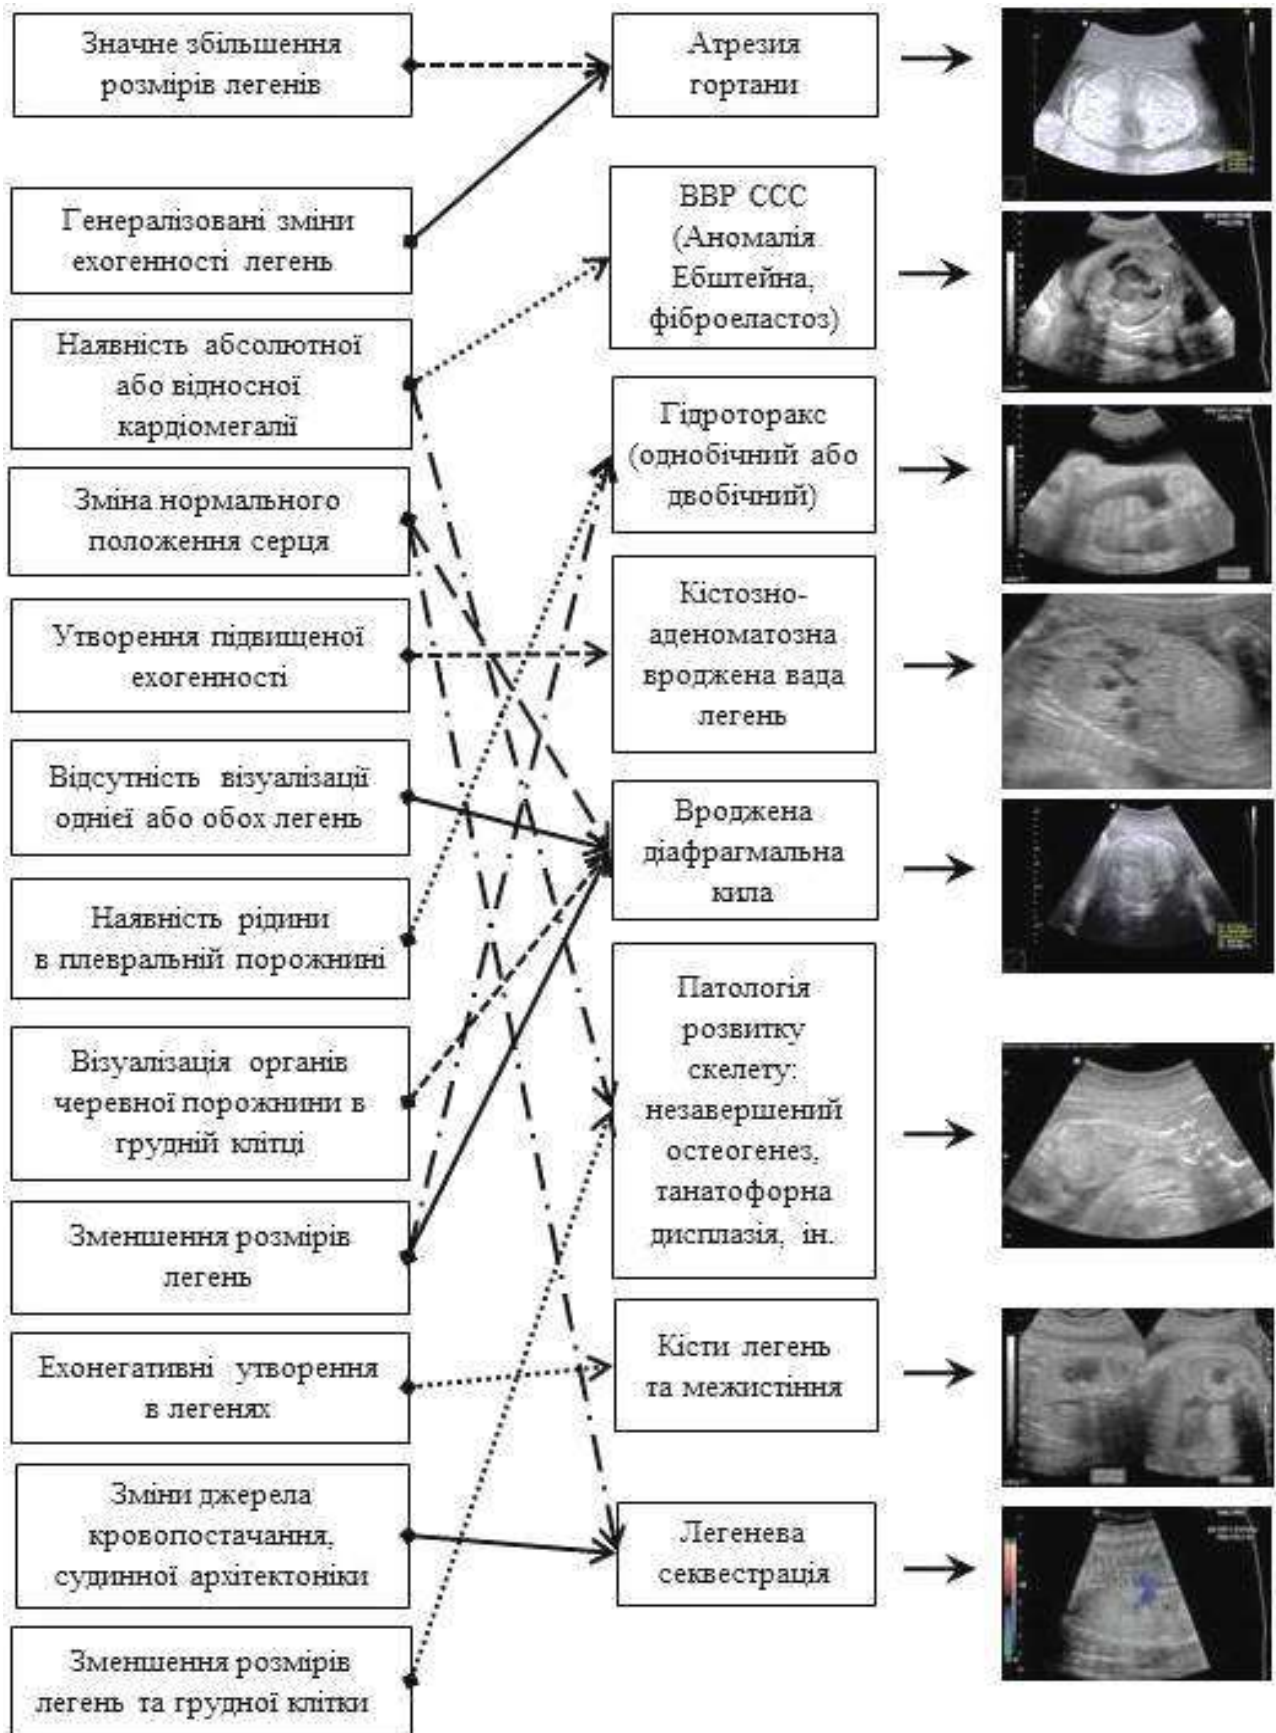 Значне збільшення
розмірів легенів
Атрезия
гортани
Генералізовані зміни
ехогенності легень
ВВР ССС
(Аномалія
Ебштейна,
фіброеластоз)
Наявність абсолютної
або відносної
кардіомегалії
Гідроторакс
(однобічний або
двобічний)
Зміна нормального
положення серця
Кістозно-
аденоматозна
вроджена вада
легень
Утворення підвищеної
ехогенності
Відсутність візуалізації
однієї або обох легень
Вроджена
діафрагмальна
кила
Наявність рідини
в плевральній порожнині
Патологія
розвитку
скелету:
незавершений
остеогенез,
танатофорна
дисплазія, ін.
Візуалізація органів
черевної порожнини в
грудній клітці
Зменшення розмірів
легень
Кісти легень
та межистіння
Ехонегативні утворення
в легенях
Зміни джерела
кровопостачання,
судинної архітектоніки
Легенева
секвестрація
Зменшення розмірів
легень та грудної клітки